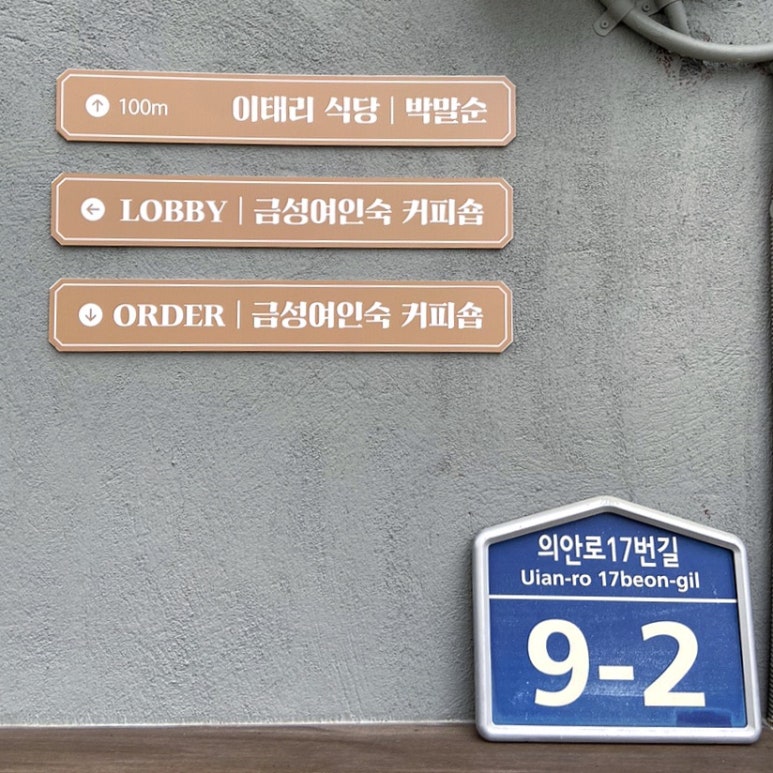 ↑ 100m 이태리 식당 | 박말순
← LOBBY | 금성여인숙 커피숍
↓ ORDER | 금성여인숙 커피숍
의안로17번길
Uian-ro 17beon-gil
9-2